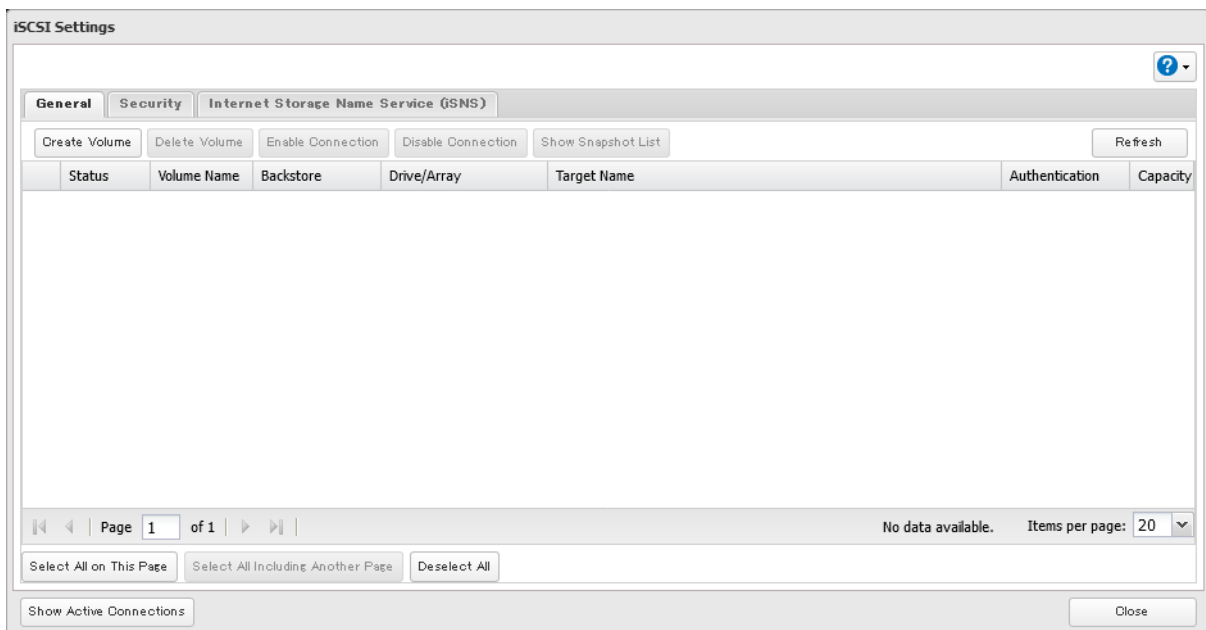 iSCSI Settings
?
General Security Internet Storage Name Service (iSNS)
Create Volume Delete Volume Enable Connection Disable Connection Show Snapshot List Refresh
Status Volume Name Backstore Drive/Array Target Name Authentication Capacity
Page 1 of 1 No data available. Items per page: 20
Select All on This Page Select All Including Another Page Deselect All
Show Active Connections Close